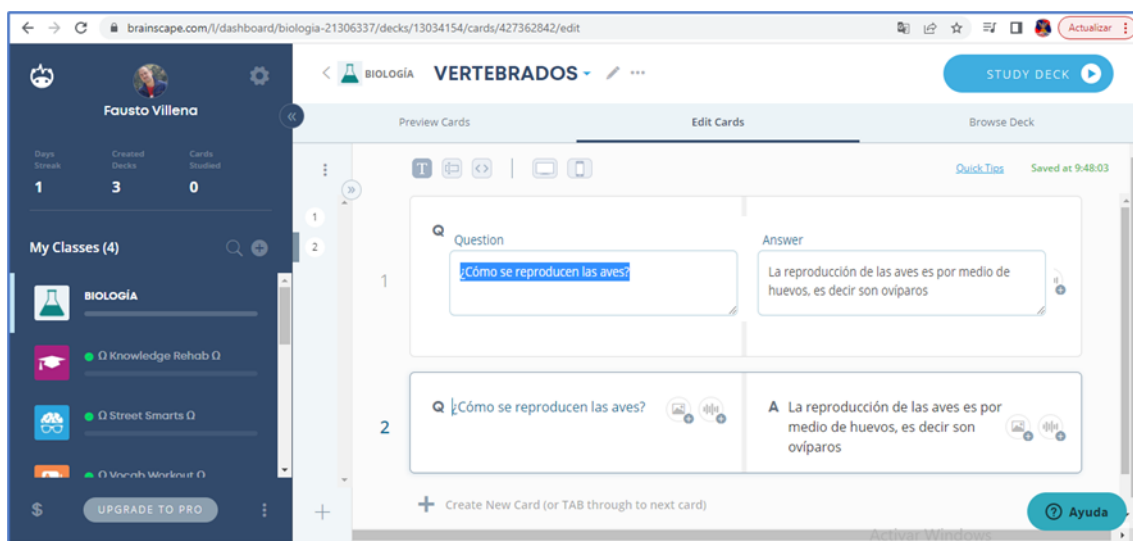 brainscape.com/l/dashboard/biologia-21306337/decks/13034154/cards/427362842/edit
Actualizar
Fausto Villena
Days Streak
Created Decks
Cards Studied
1
3
0
My Classes (4)
BIOLOGÍA
Ω Knowledge Rehab Ω
Ω Street Smarts Ω
Ω Vocab Workout Ω
$
UPGRADE TO PRO
BIOLOGÍA
VERTEBRADOS
STUDY DECK
Preview Cards
Edit Cards
Browse Deck
T
Quick Tips
Saved at 9:48:03
1
2
1
Q
Question
¿Cómo se reproducen las aves?
Answer
La reproducción de las aves es por medio de
huevos, es decir son ovíparos
2
Q ¿Cómo se reproducen las aves?
A La reproducción de las aves es por
medio de huevos, es decir son
ovíparos
Create New Card (or TAB through to next card)
Ayuda
Activar Windows